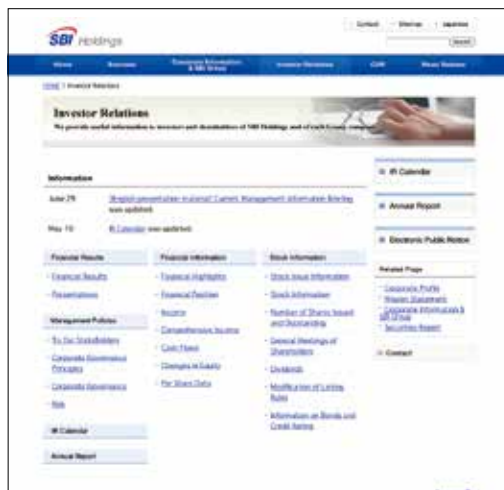 Contact Sitemap Japanese
SBI Holdings
Search
Home Business Corporate Information & SBI Group Investor Relations CSR News Release
HOME > Investor Relations
Investor Relations
We provide useful information to investors and shareholders of SBI Holdings and of each Group company.
Information
June 29 [English presentation material] Current Management Information Briefing
was updated.
May 10 IR Calendar was updated.
Financial Results
Financial Results
Presentations
Management Policies
To Our Stakeholders
Corporate Governance
Principles
Corporate Governance
Risk
IR Calendar
Annual Report
Financial Information
Financial Highlights
Financial Position
Income
Comprehensive Income
Cash Flows
Changes in Equity
Per Share Data
Stock Information
Stock Issue Information
Stock Information
Number of Shares Issued
and Outstanding
General Meetings of
Shareholders
Dividends
Modification of Listing
Rules
Information on Bonds and
Credit Rating
IR Calendar
Annual Report
Electronic Public Notice
Related Page
Corporate Profile
Mission Statement
Corporate Information &
SBI Group
Securities Report
Contact